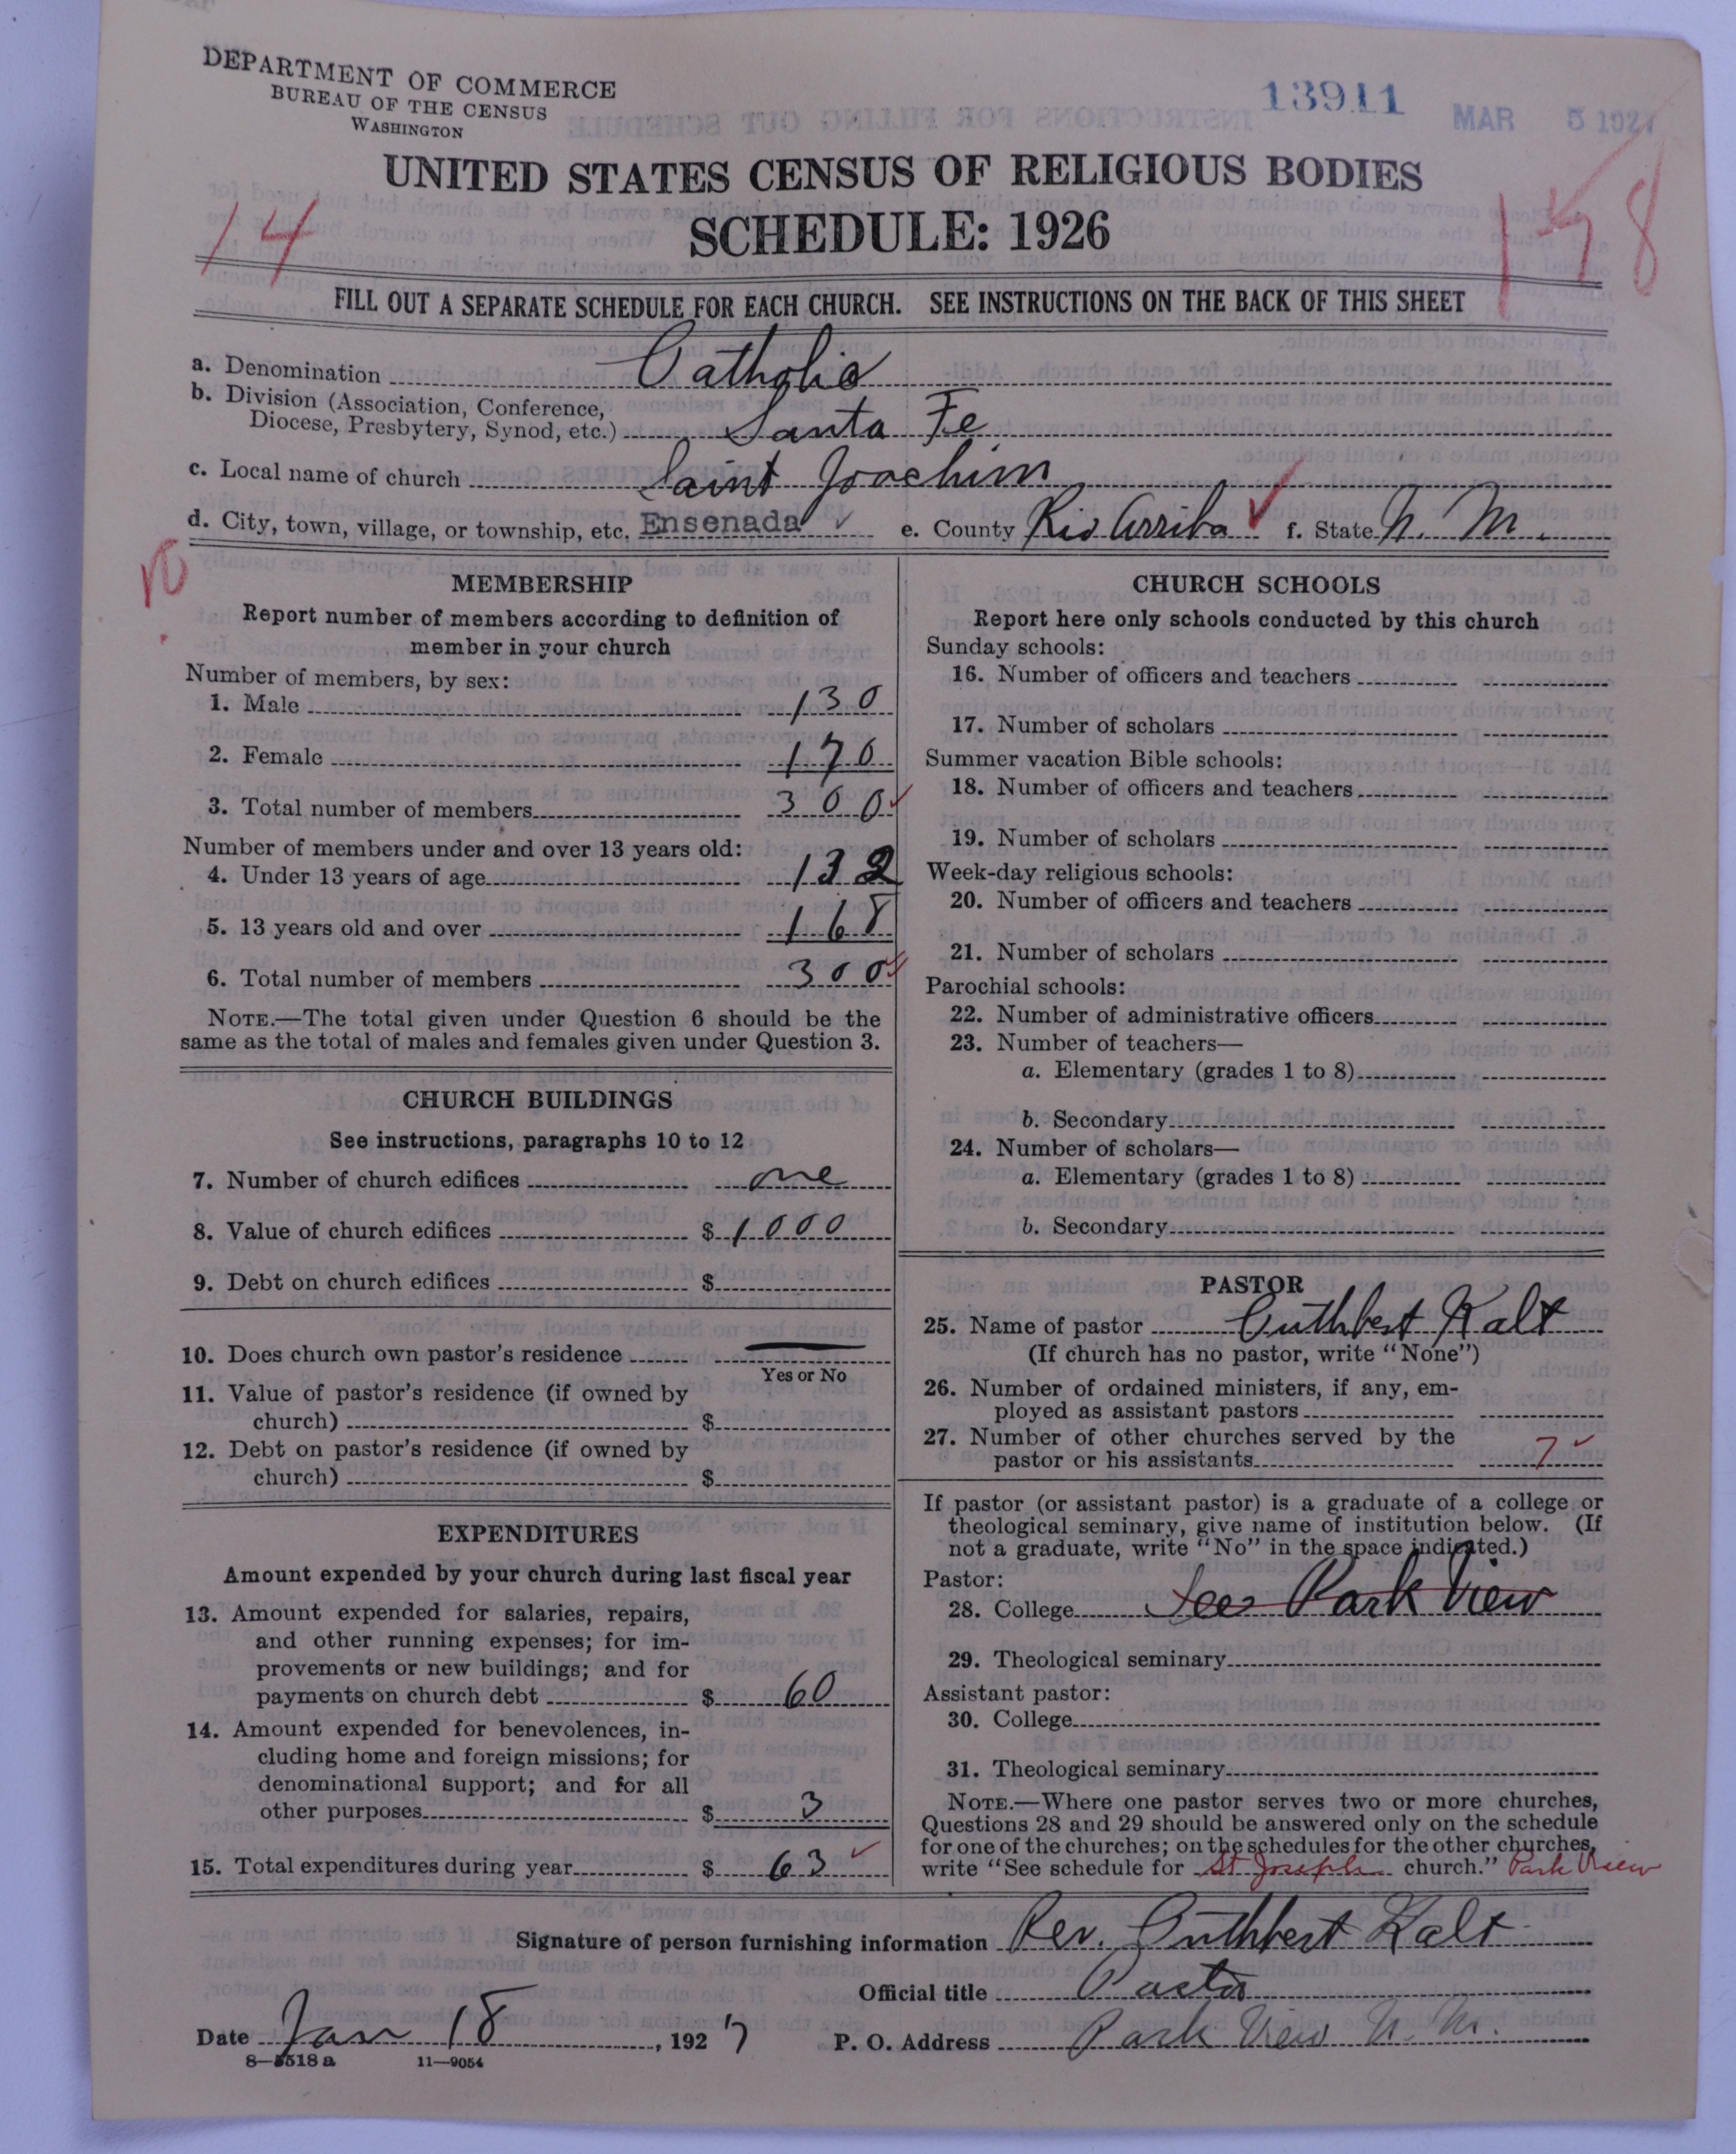 DEPARTMENT OF COMMERCE
BUREAU OF THE CENSUS
WASHINGTON
13911
MAR 5 1927
UNITED STATES CENSUS OF RELIGIOUS BODIES
SCHEDULE: 1926
14
158
FILL OUT A SEPARATE SCHEDULE FOR EACH CHURCH. SEE INSTRUCTIONS ON THE BACK OF THIS SHEET
a. Denomination Catholic
b. Division (Association, Conference,
Diocese, Presbytery, Synod, etc.) Santa Fe
c. Local name of church Saint Joachim
d. City, town, village, or township, etc. Ensenada ✓ e. County Rio Arriba ✓ f. State N. M.
10
MEMBERSHIP
Report number of members according to definition of
member in your church
Number of members, by sex:
1. Male 130
2. Female 170
3. Total number of members 300 ✓
Number of members under and over 13 years old:
4. Under 13 years of age 132
5. 13 years old and over 168
6. Total number of members 300 ✓
NOTE.—The total given under Question 6 should be the
same as the total of males and females given under Question 3.
CHURCH BUILDINGS
See instructions, paragraphs 10 to 12
7. Number of church edifices one
8. Value of church edifices $ 1000
9. Debt on church edifices $
10. Does church own pastor's residence —
Yes or No
11. Value of pastor's residence (if owned by
church) $
12. Debt on pastor's residence (if owned by
church) $
EXPENDITURES
Amount expended by your church during last fiscal year
13. Amount expended for salaries, repairs,
and other running expenses; for im-
provements or new buildings; and for
payments on church debt $ 60
14. Amount expended for benevolences, in-
cluding home and foreign missions; for
denominational support; and for all
other purposes $ 3
15. Total expenditures during year $ 63 ✓
CHURCH SCHOOLS
Report here only schools conducted by this church
Sunday schools:
16. Number of officers and teachers
17. Number of scholars
Summer vacation Bible schools:
18. Number of officers and teachers
19. Number of scholars
Week-day religious schools:
20. Number of officers and teachers
21. Number of scholars
Parochial schools:
22. Number of administrative officers
23. Number of teachers—
a. Elementary (grades 1 to 8)
b. Secondary
24. Number of scholars—
a. Elementary (grades 1 to 8)
b. Secondary
PASTOR
25. Name of pastor Cuthbert Kalt
(If church has no pastor, write "None")
26. Number of ordained ministers, if any, em-
ployed as assistant pastors
27. Number of other churches served by the
pastor or his assistants 7 ✓
If pastor (or assistant pastor) is a graduate of a college or
theological seminary, give name of institution below. (If
not a graduate, write "No" in the space indicated.)
Pastor:
28. College See Park View
29. Theological seminary
Assistant pastor:
30. College
31. Theological seminary
NOTE.—Where one pastor serves two or more churches,
Questions 28 and 29 should be answered only on the schedule
for one of the churches; on the schedules for the other churches,
write "See schedule for St Josephs church." Park View
Signature of person furnishing information Rev. Cuthbert Kalt
Official title Pastor
Date Jan 18, 1927 P. O. Address Park View N. M.
8—5518 a 11—9054